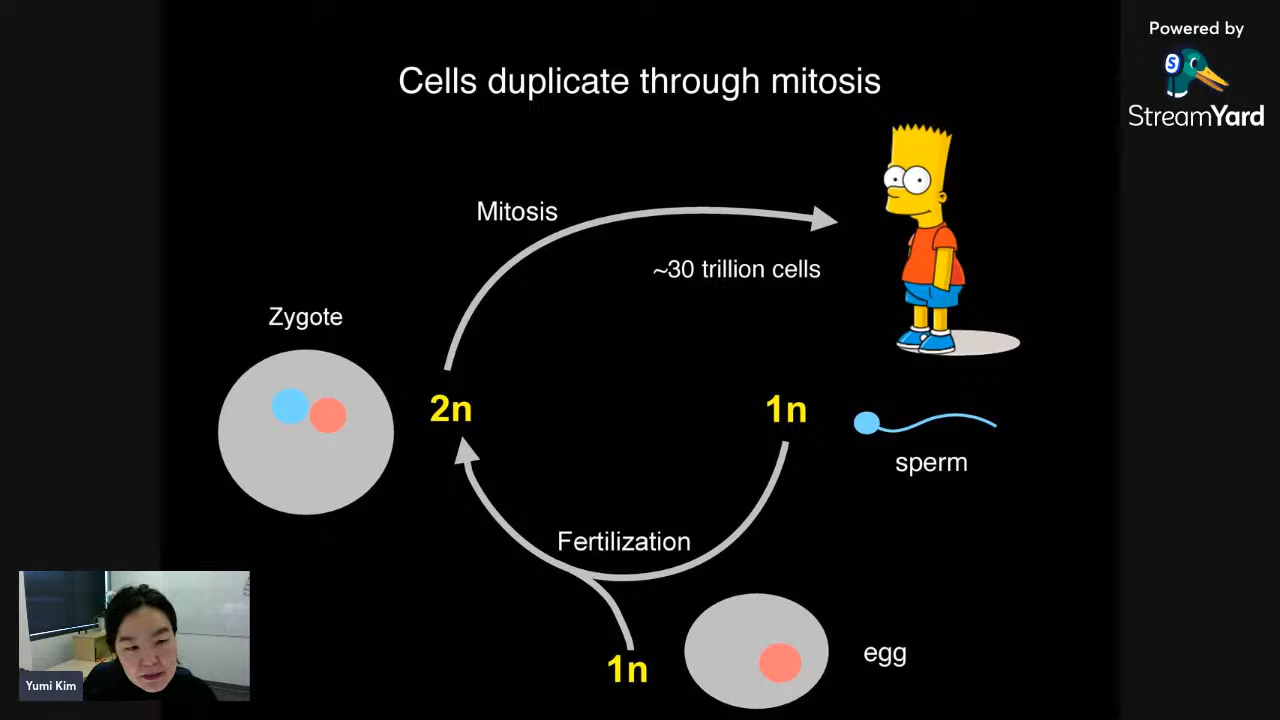 Powered by
S
StreamYard
Cells duplicate through mitosis
Mitosis
~30 trillion cells
Zygote
2n
1n
sperm
Fertilization
1n
egg
Yumi Kim